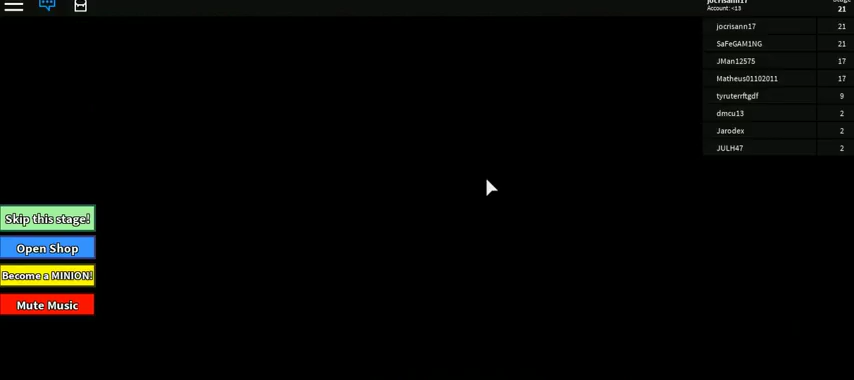 Account: <13
21
jocrisann17 21
SaFeGAM1NG 21
JMan12575 17
Matheus01102011 17
tyruterrftgdf 9
dmcu13 2
Jarodex 2
JULH47 2
Skip this stage!
Open Shop
Become a MINION!
Mute Music